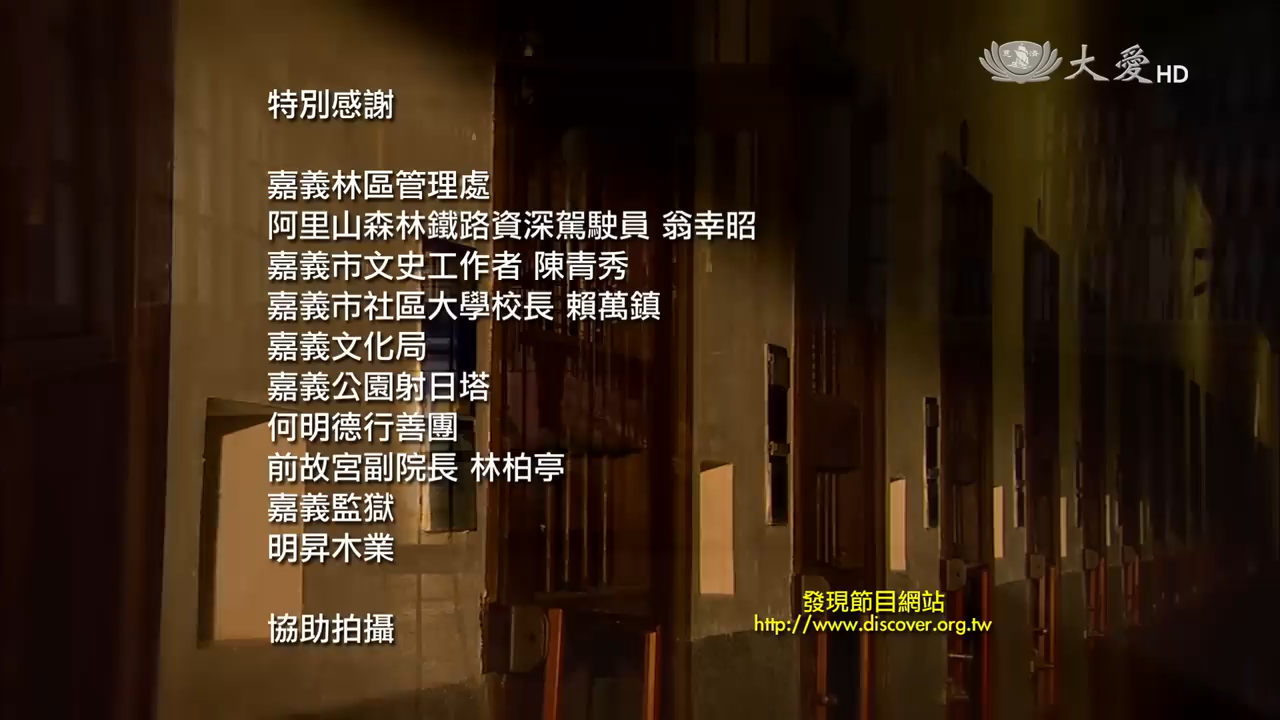 大愛HD
特別感謝
嘉義林區管理處
阿里山森林鐵路資深駕駛員 翁幸昭
嘉義市文史工作者 陳青秀
嘉義市社區大學校長 賴萬鎮
嘉義文化局
嘉義公園射日塔
何明德行善團
前故宮副院長 林柏亭
嘉義監獄
明昇木業
協助拍攝
發現節目網站
http://www.discover.org.tw